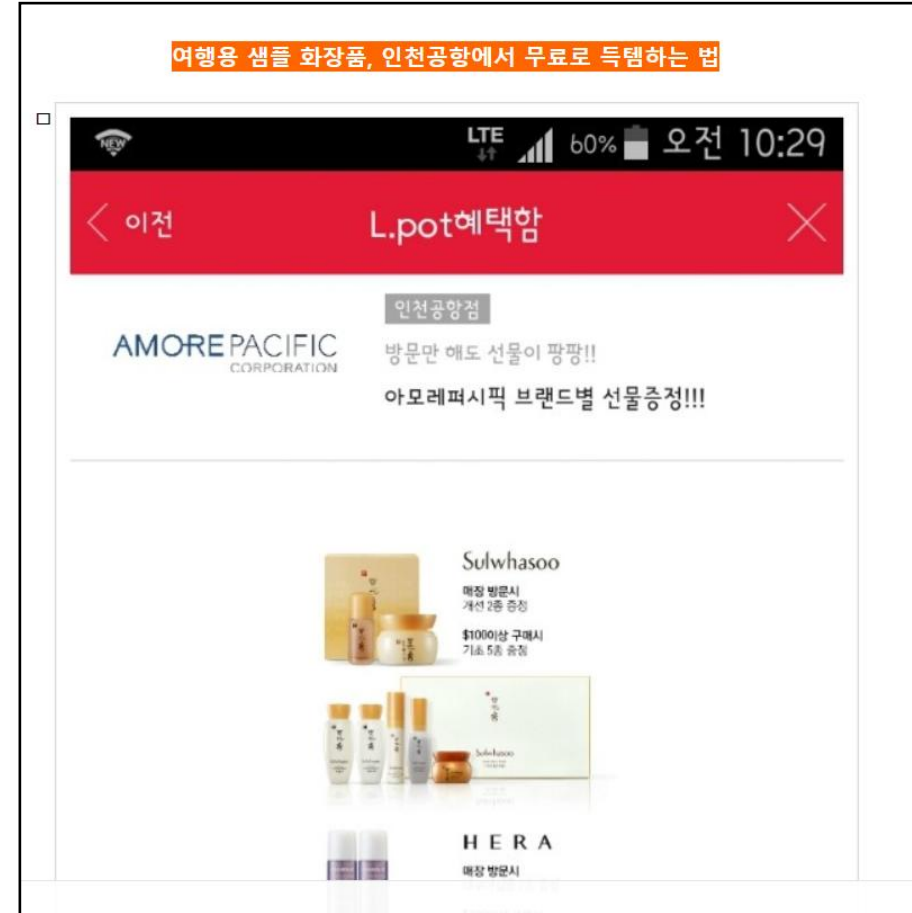 여행용 샘플 화장품, 인천공항에서 무료로 득템하는 법
NEW
LTE 60% 오전 10:29
이전
L.pot혜택함
인천공항점
AMOREPACIFIC
CORPORATION
방문만 해도 선물이 팡팡!!
아모레퍼시픽 브랜드별 선물증정!!!
Sulwhasoo
매장 방문시
개선 2종 증정
$100이상 구매시
기초 5종 증정
Sulwhasoo
HERA
매장 방문시